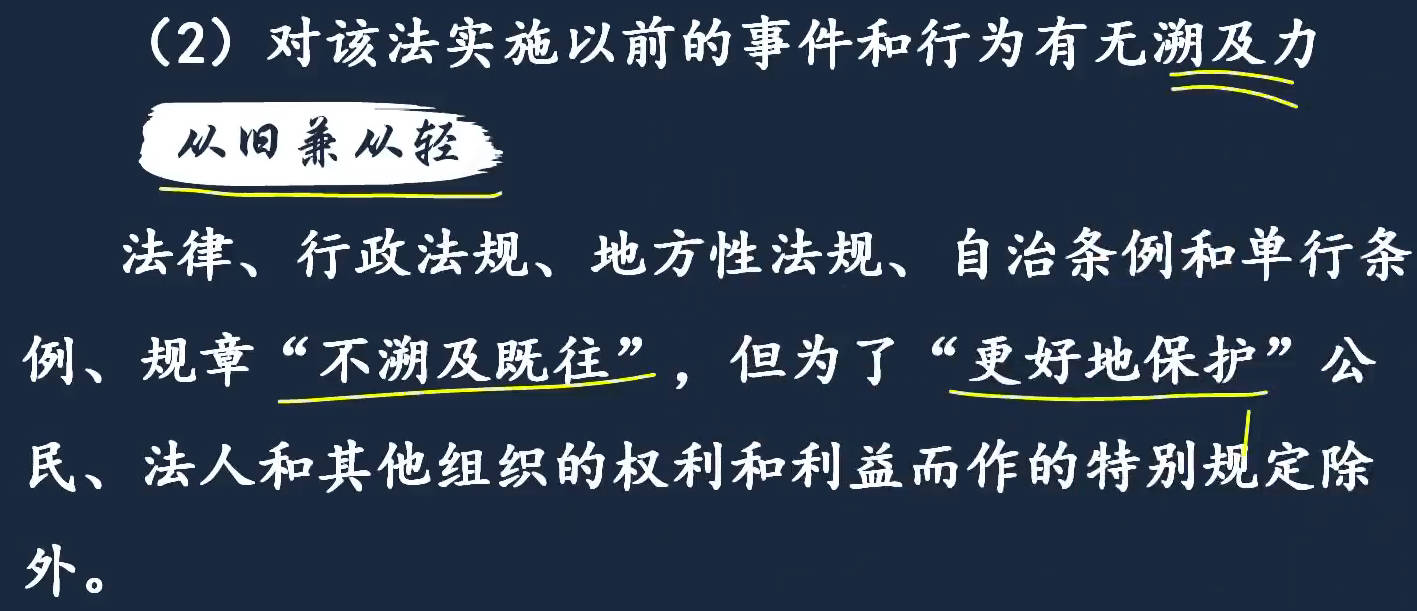 （2）对该法实施以前的事件和行为有无溯及力
从旧兼从轻
法律、行政法规、地方性法规、自治条例和单行条
例、规章“不溯及既往”，但为了“更好地保护”公
民、法人和其他组织的权利和利益而作的特别规定除
外。